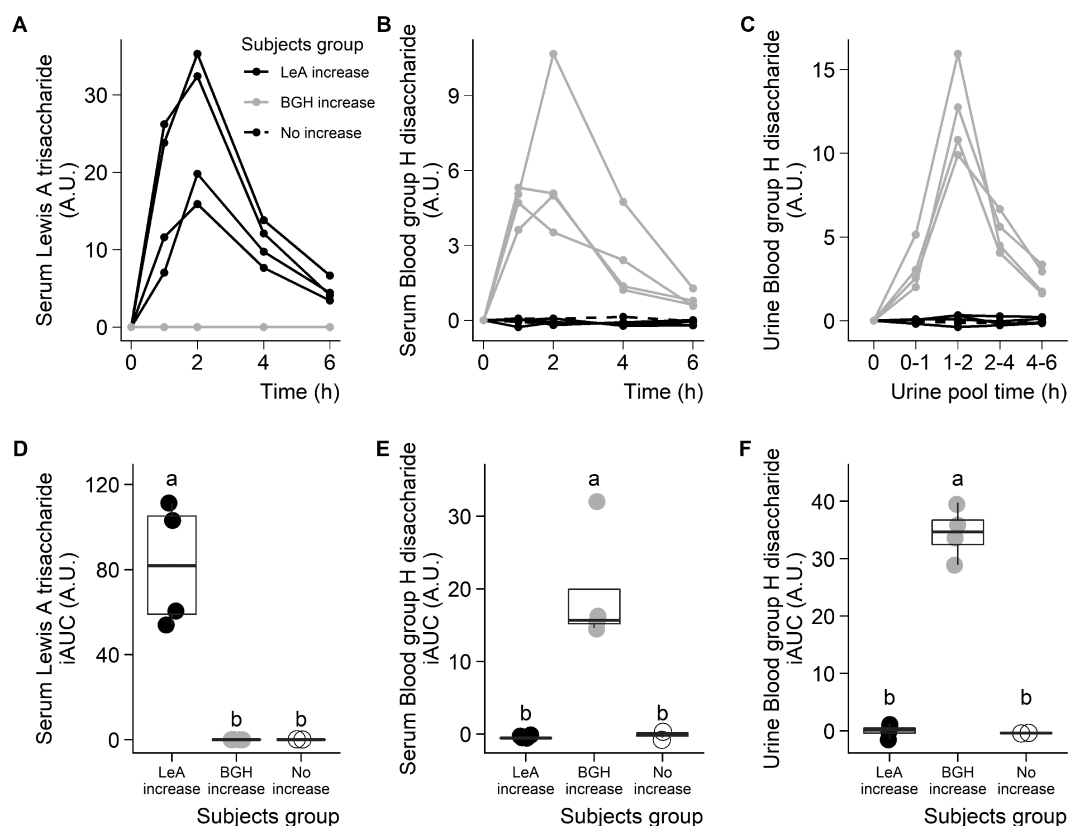 A
Serum Lewis A trisaccharide
(A.U.)
30
20
10
0
0 2 4 6
Time (h)
Subjects group
LeA increase
BGH increase
No increase
B
Serum Blood group H disaccharide
(A.U.)
9
6
3
0
0 2 4 6
Time (h)
C
Urine Blood group H disaccharide
(A.U.)
15
10
5
0
0 0-1 1-2 2-4 4-6
Urine pool time (h)
D
Serum Lewis A trisaccharide
iAUC (A.U.)
120
80
40
0
a
b
b
LeA BGH No
increase increase increase
Subjects group
E
Serum Blood group H disaccharide
iAUC (A.U.)
30
20
10
0
b
a
b
LeA BGH No
increase increase increase
Subjects group
F
Urine Blood group H disaccharide
iAUC (A.U.)
40
30
20
10
0
b
a
b
LeA BGH No
increase increase increase
Subjects group